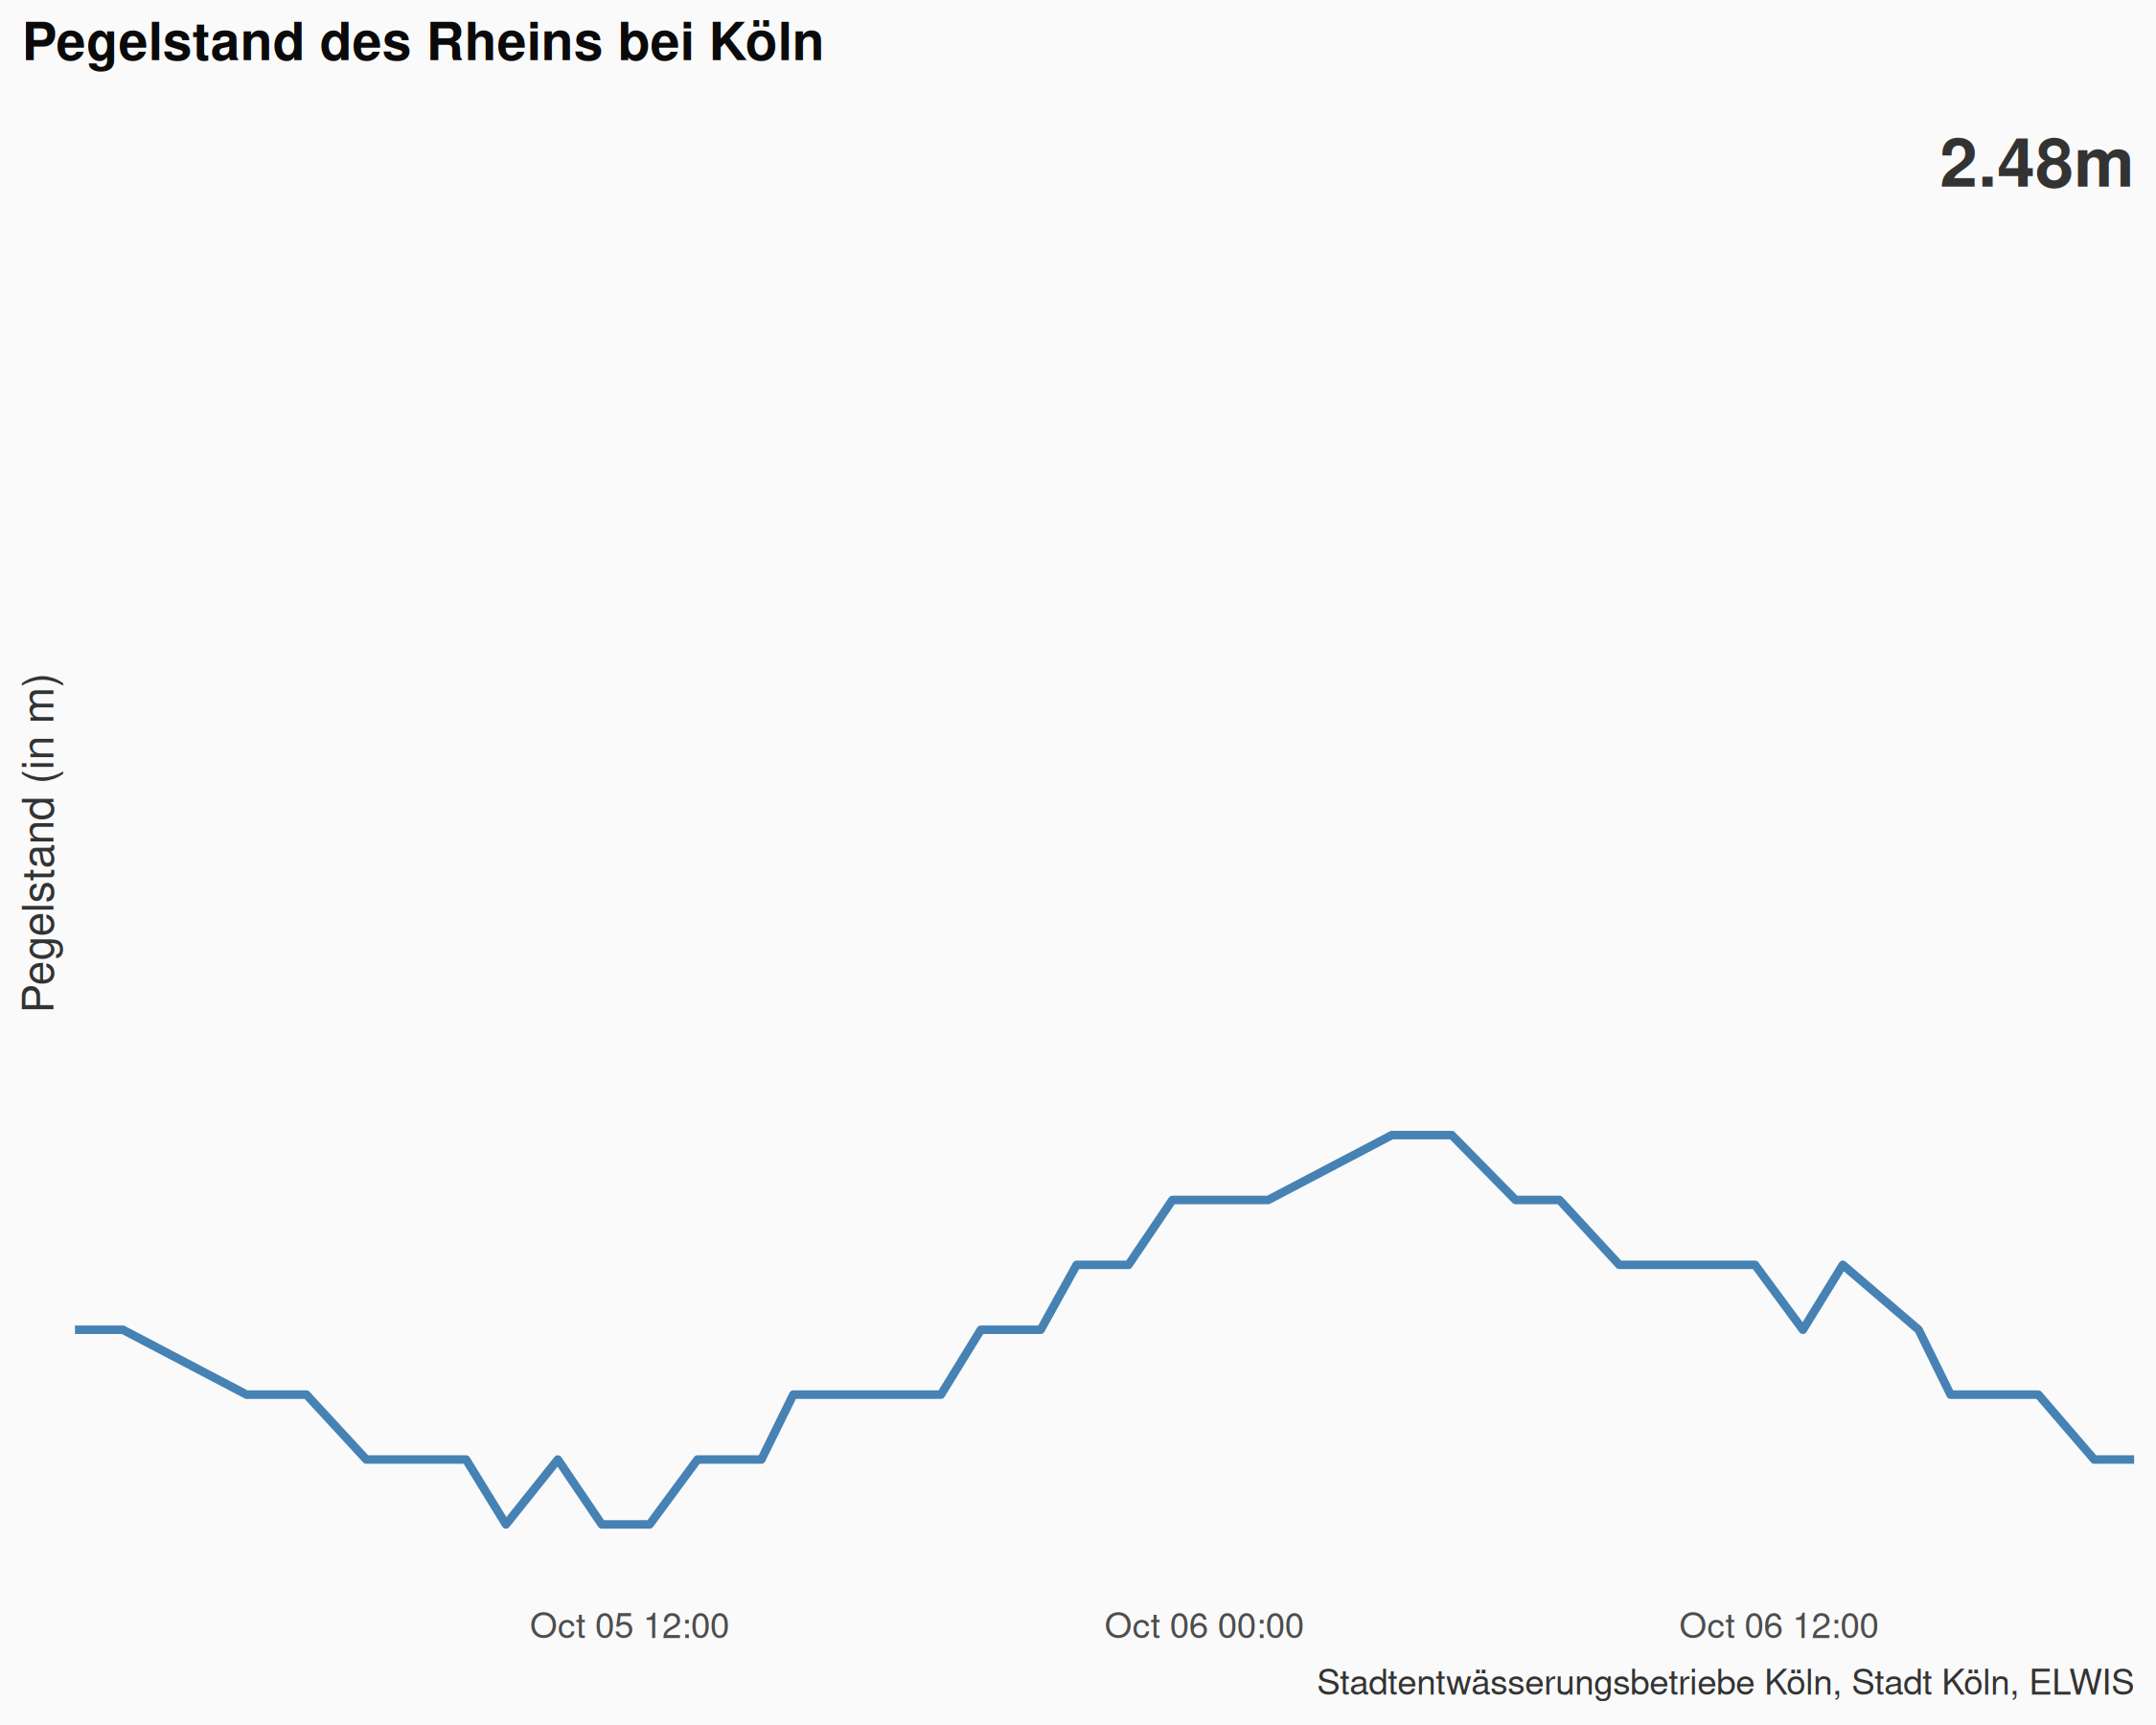 Pegelstand des Rheins bei Köln
2.48m
Pegelstand (in m)
Oct 05 12:00
Oct 06 00:00
Oct 06 12:00
Stadtentwässerungsbetriebe Köln, Stadt Köln, ELWIS